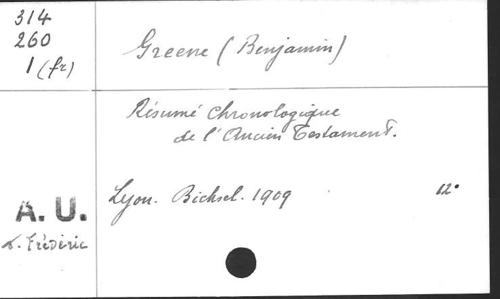 314
260
1 (fr)
Greene (Benjamin)
Résumé Chronologique
de l'Ancien Testament.
Lyon. Bichsel. 1909 12°
A. U.
Frédéric